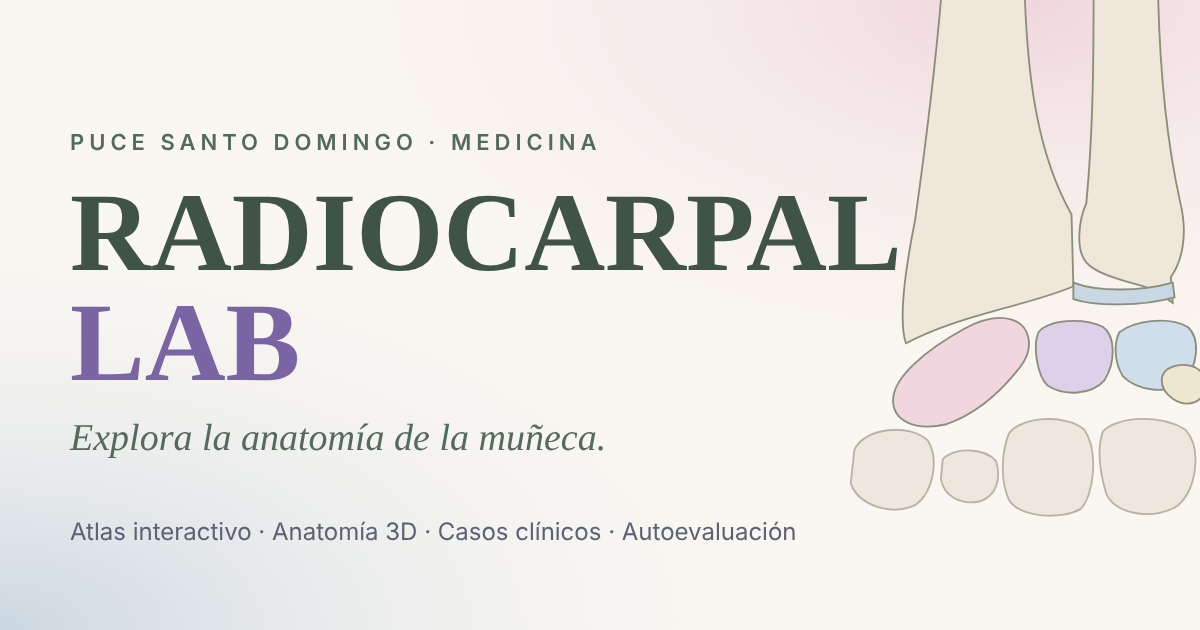 PUCE SANTO DOMINGO · MEDICINA
RADIOCARPAL
LAB
Explora la anatomía de la muñeca.
Atlas interactivo · Anatomía 3D · Casos clínicos · Autoevaluación